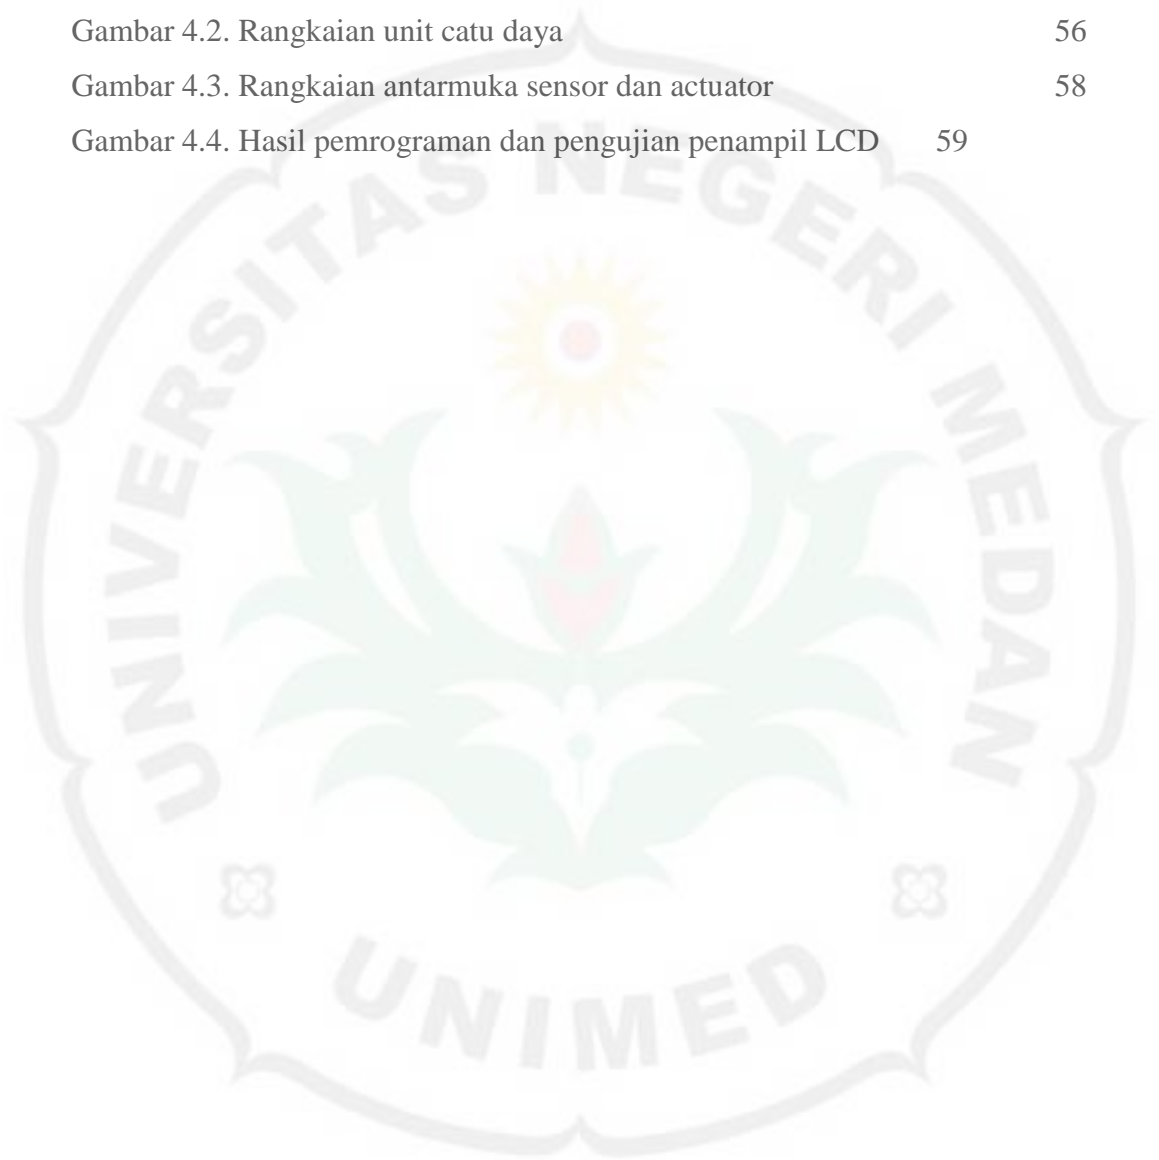 Gambar 4.2. Rangkaian unit catu daya 56
Gambar 4.3. Rangkaian antarmuka sensor dan actuator 58
Gambar 4.4. Hasil pemrograman dan pengujian penampil LCD 59
UNIVERSITAS NEGERI MEDAN
UNIMED